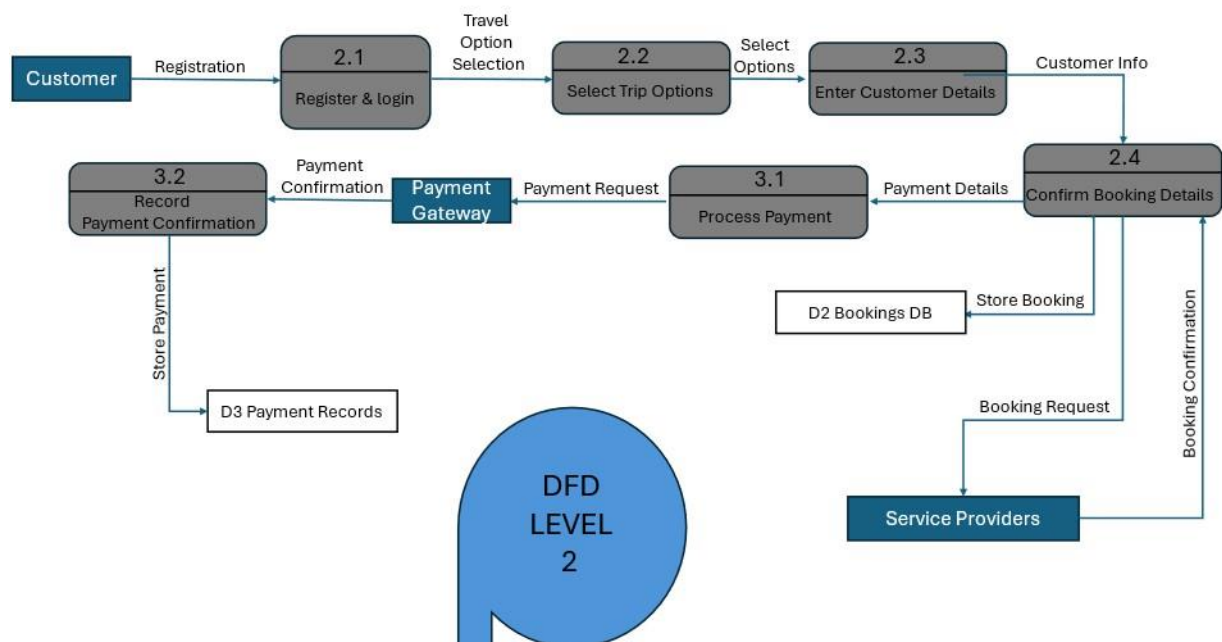 Customer
Registration
2.1
Register & login
Travel
Option
Selection
2.2
Select Trip Options
Select
Options
2.3
Enter Customer Details
Customer Info
2.4
Confirm Booking Details
Payment Details
3.1
Process Payment
Payment Request
Payment
Gateway
Payment
Confirmation
3.2
Record
Payment Confirmation
Store Payment
D3 Payment Records
Store Booking
D2 Bookings DB
Booking Request
Booking Confirmation
Service Providers
DFD
LEVEL
2